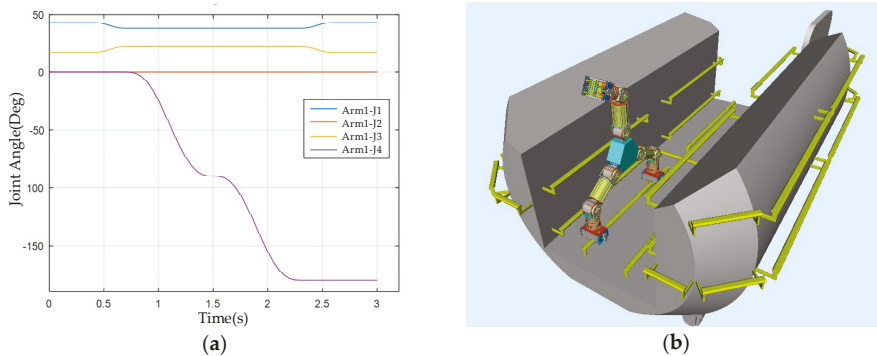 50
0
-50
-100
-150
0
0.5
1
1.5
2
2.5
3
Joint Angle(Deg)
Time(s)
Arm1-J1
Arm1-J2
Arm1-J3
Arm1-J4
(a)
(b)